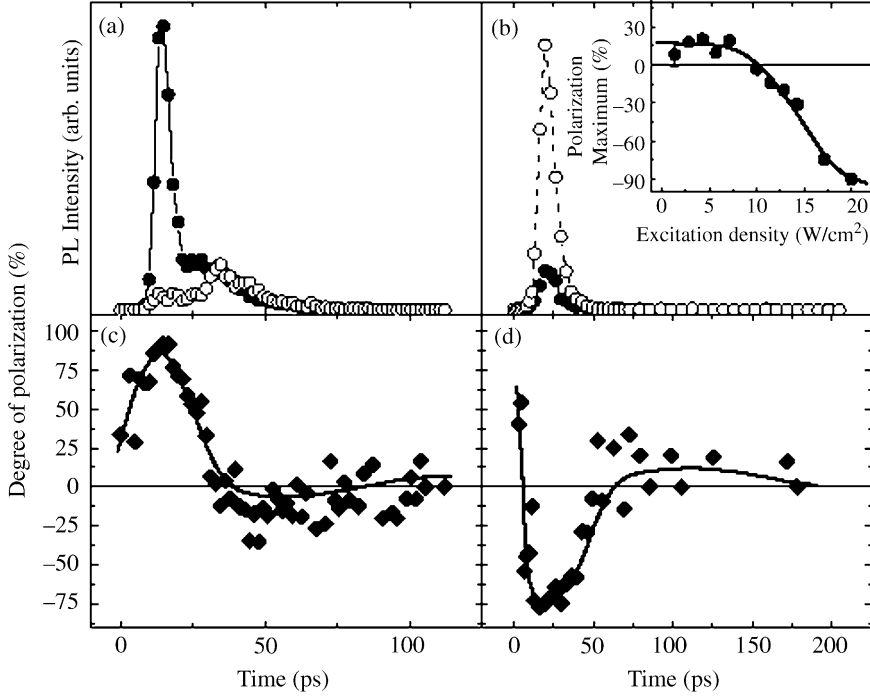 (a)
(b)
PL Intensity (arb. units)
Polarization
Maximum (%)
30
0
−30
−60
−90
0 5 10 15 20
Excitation density (W/cm2)
(c)
(d)
Degree of polarization (%)
100
75
50
25
0
−25
−50
−75
0 50 100
0 50 100 150 200
Time (ps)
Time (ps)